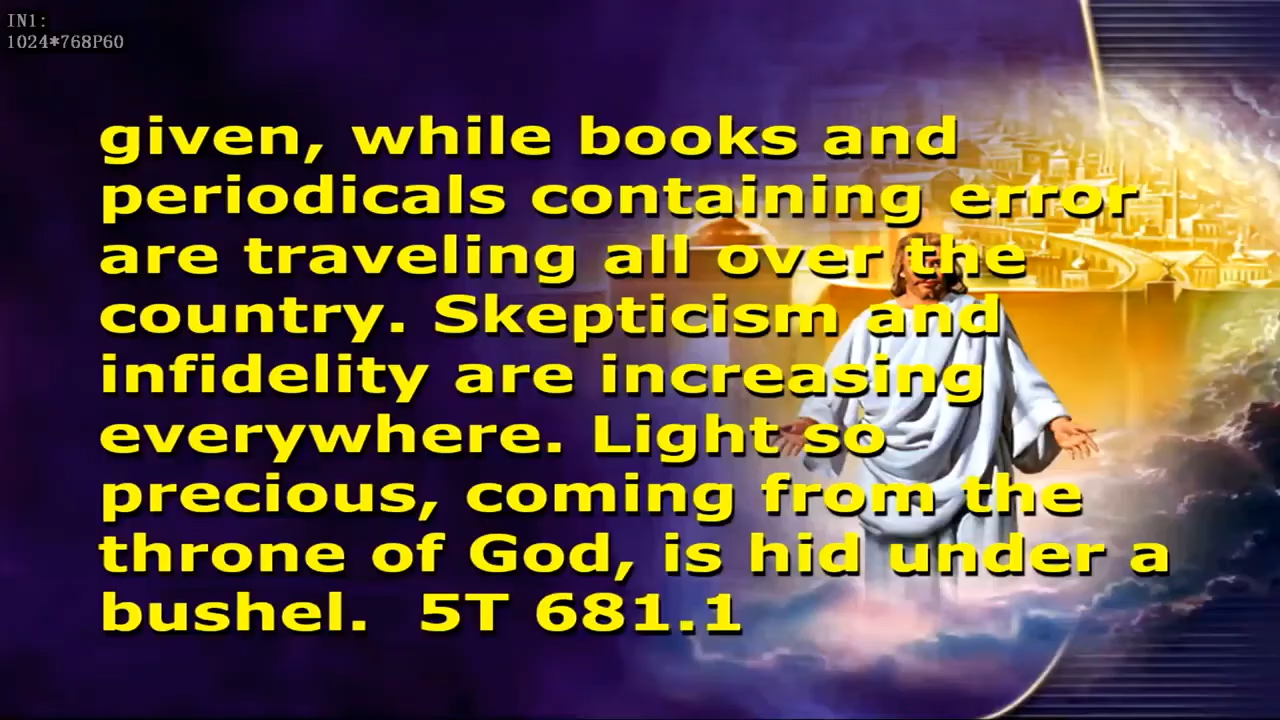 IN1:
1024*768P60
given, while books and
periodicals containing error
are traveling all over the
country. Skepticism and
infidelity are increasing
everywhere. Light so
precious, coming from the
throne of God, is hid under a
bushel.  5T 681.1